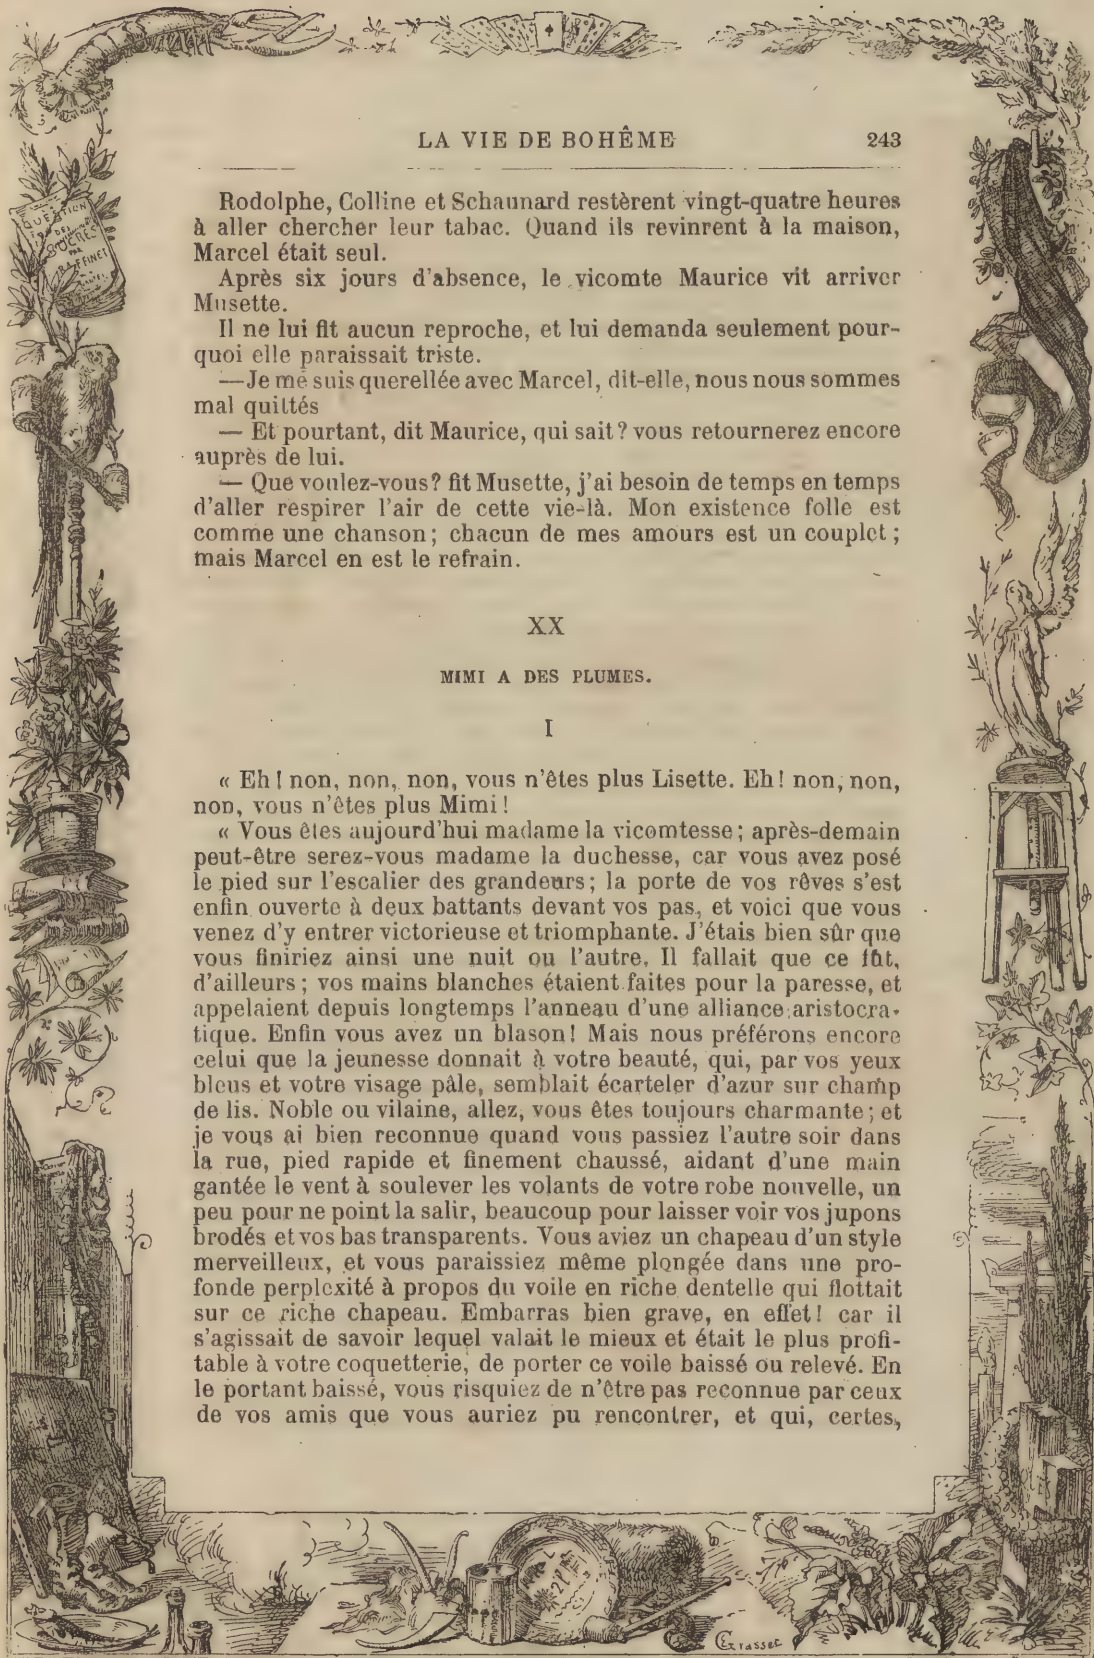 LA VIE DE BOHÊME 243
Rodolphe, Colline et Schaunard restèrent vingt-quatre heures
à aller chercher leur tabac. Quand ils revinrent à la maison,
Marcel était seul.
Après six jours d'absence, le vicomte Maurice vit arriver
Musette.
Il ne lui fit aucun reproche, et lui demanda seulement pour-
quoi elle paraissait triste.
—Je me suis querellée avec Marcel, dit-elle, nous nous sommes
mal quittés
— Et pourtant, dit Maurice, qui sait? vous retournerez encore
auprès de lui.
— Que voulez-vous? fit Musette, j'ai besoin de temps en temps
d'aller respirer l'air de cette vie-là. Mon existence folle est
comme une chanson; chacun de mes amours est un couplet;
mais Marcel en est le refrain.
XX
MIMI A DES PLUMES.
I
« Eh! non, non, non, vous n'êtes plus Lisette. Eh! non, non,
non, vous n'êtes plus Mimi!
« Vous êtes aujourd'hui madame la vicomtesse; après-demain
peut-être serez-vous madame la duchesse, car vous avez posé
le pied sur l'escalier des grandeurs; la porte de vos rêves s'est
enfin ouverte à deux battants devant vos pas, et voici que vous
venez d'y entrer victorieuse et triomphante. J'étais bien sûr que
vous finiriez ainsi une nuit ou l'autre. Il fallait que ce fût,
d'ailleurs; vos mains blanches étaient faites pour la paresse, et
appelaient depuis longtemps l'anneau d'une alliance aristocra-
tique. Enfin vous avez un blason! Mais nous préférons encore
celui que la jeunesse donnait à votre beauté, qui, par vos yeux
bleus et votre visage pâle, semblait écarteler d'azur sur champ
de lis. Noble ou vilaine, allez, vous êtes toujours charmante; et
je vous ai bien reconnue quand vous passiez l'autre soir dans
la rue, pied rapide et finement chaussé, aidant d'une main
gantée le vent à soulever les volants de votre robe nouvelle, un
peu pour ne point la salir, beaucoup pour laisser voir vos jupons
brodés et vos bas transparents. Vous aviez un chapeau d'un style
merveilleux, et vous paraissiez même plongée dans une pro-
fonde perplexité à propos du voile en riche dentelle qui flottait
sur ce riche chapeau. Embarras bien grave, en effet! car il
s'agissait de savoir lequel valait le mieux et était le plus profi-
table à votre coquetterie, de porter ce voile baissé ou relevé. En
le portant baissé, vous risquiez de n'être pas reconnue par ceux
de vos amis que vous auriez pu rencontrer, et qui, certes,
QUESTION
DES
SUCRES
PAR
EGrasset